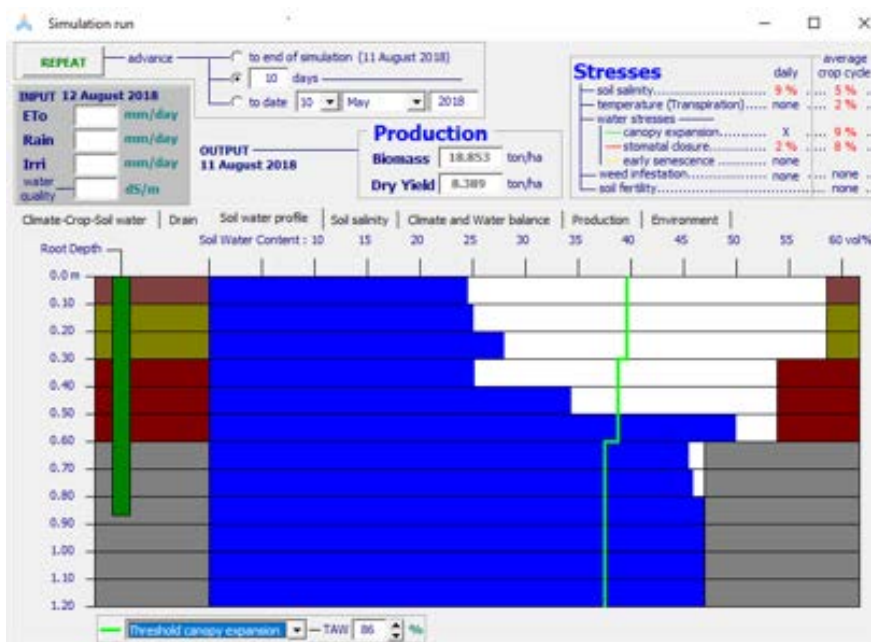 Simulation run
REPEAT
advance
to end of simulation (11 August 2018)
10 days
to date 10 May 2018
INPUT 12 August 2018
ETo mm/day
Rain mm/day
Irri mm/day
water quality dS/m
OUTPUT
11 August 2018
Production
Biomass 18.853 ton/ha
Dry Yield 8.389 ton/ha
Stresses daily average crop cycle
soil salinity 9 % 5 %
temperature (Transpiration) none 2 %
water stresses
canopy expansion X 9 %
stomatal closure 2 % 8 %
early senescence none
weed infestation none none
soil fertility none
Climate-Crop-Soil water | Drain | Soil water profile | Soil salinity | Climate and Water balance | Production | Environment |
Root Depth
Soil Water Content : 10 15 20 25 30 35 40 45 50 55 60 vol%
0.0 m
0.10
0.20
0.30
0.40
0.50
0.60
0.70
0.80
0.90
1.00
1.10
1.20
Threshold canopy expansion TAW 86 %